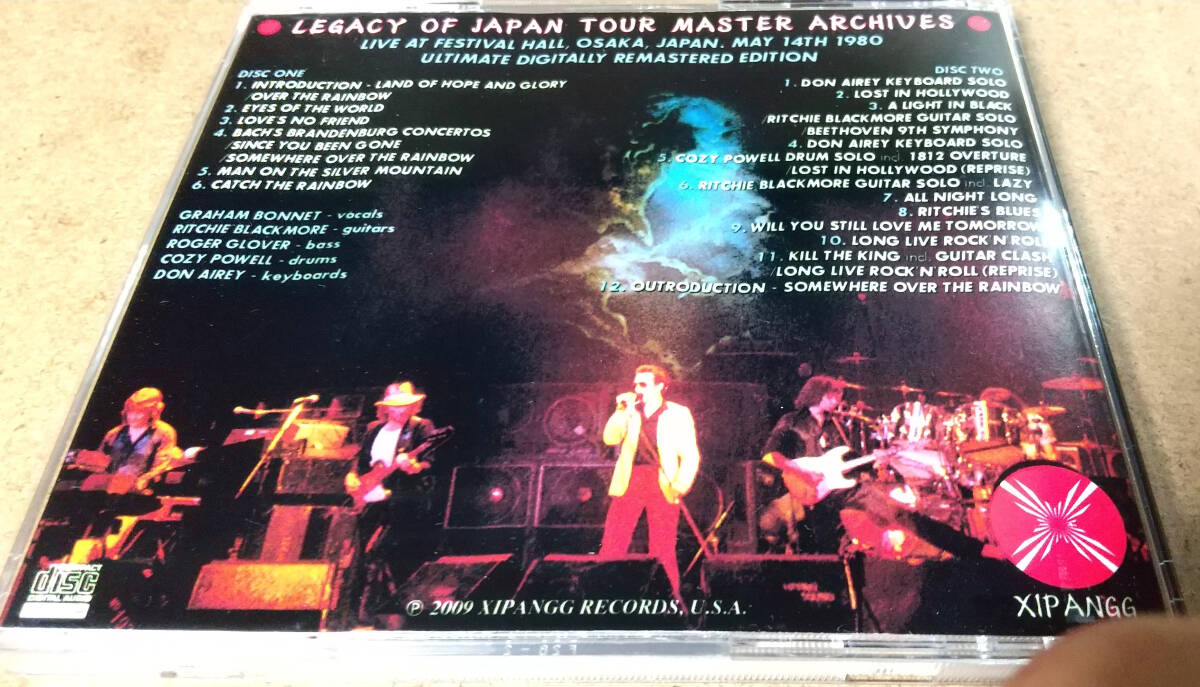 LEGACY OF JAPAN TOUR MASTER ARCHIVES
LIVE AT FESTIVAL HALL, OSAKA, JAPAN. MAY 14TH 1980
ULTIMATE DIGITALLY REMASTERED EDITION
DISC ONE
1. INTRODUCTION - LAND OF HOPE AND GLORY
/OVER THE RAINBOW
2. EYES OF THE WORLD
3. LOVE'S NO FRIEND
4. BACH'S BRANDENBURG CONCERTOS
/SINCE YOU BEEN GONE
/SOMEWHERE OVER THE RAINBOW
5. MAN ON THE SILVER MOUNTAIN
6. CATCH THE RAINBOW
GRAHAM BONNET - vocals
RITCHIE BLACKMORE - guitars
ROGER GLOVER - bass
COZY POWELL - drums
DON AIREY - keyboards
DISC TWO
1. DON AIREY KEYBOARD SOLO
2. LOST IN HOLLYWOOD
3. A LIGHT IN BLACK
/RITCHIE BLACKMORE GUITAR SOLO
/BEETHOVEN 9TH SYMPHONY
4. DON AIREY KEYBOARD SOLO
5. COZY POWELL DRUM SOLO incl. 1812 OVERTURE
/LOST IN HOLLYWOOD (REPRISE)
6. RITCHIE BLACKMORE GUITAR SOLO incl. LAZY
7. ALL NIGHT LONG
8. RITCHIE'S BLUES
9. WILL YOU STILL LOVE ME TOMORROW
10. LONG LIVE ROCK N' ROLL
11. KILL THE KING incl. GUITAR CLASH
/LONG LIVE ROCK N' ROLL (REPRISE)
12. OUTRODUCTION - SOMEWHERE OVER THE RAINBOW
COMPACT
disc
DIGITAL AUDIO
℗ 2009 XIPANGG RECORDS, U.S.A.
XIPANGG